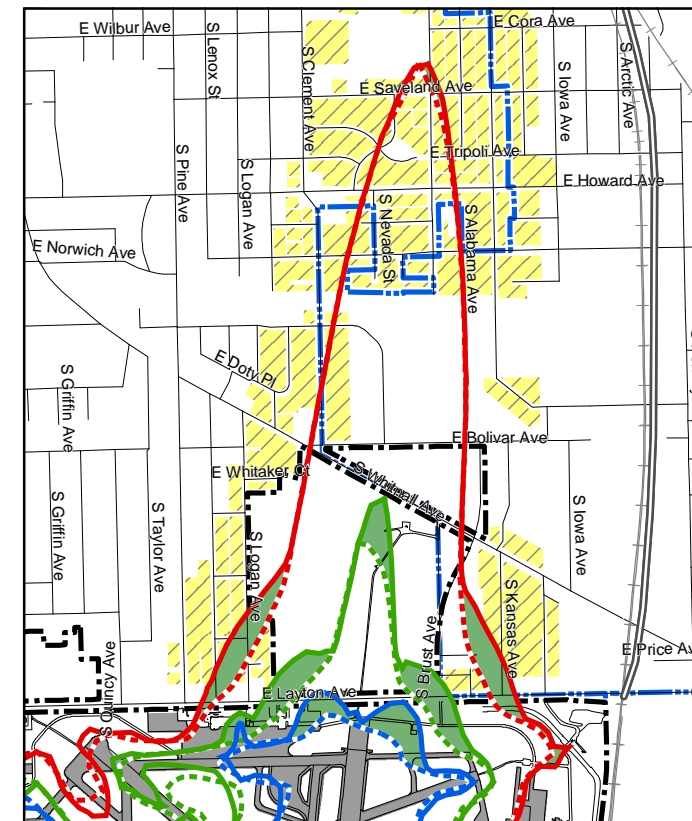 E Wilbur Ave
E Cora Ave
S Lenox St
S Clement Ave
E Saveland Ave
S Iowa Ave
S Arctic Ave
S Pine Ave
S Logan Ave
E Tripoli Ave
E Howard Ave
S Nevada St
S Alabama Ave
E Norwich Ave
S Griffin Ave
E Doty Pl
E Bolivar Ave
E Whitaker Ct
S Whitnall Ave
S Griffin Ave
S Taylor Ave
S Logan Ave
S Iowa Ave
S Kansas Ave
S Brust Ave
S Quincy Ave
E Price Av
E Layton Ave